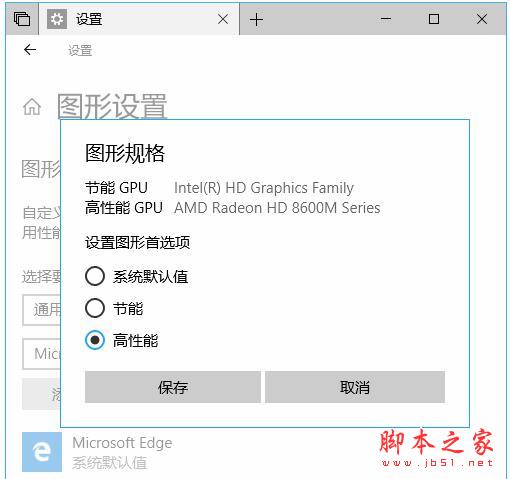 设置
设置
图形设置
图形规格
节能 GPU Intel(R) HD Graphics Family
高性能 GPU AMD Radeon HD 8600M Series
图形
设置图形首选项
自定
用性
选择要
系统默认值
通用
节能
高性能
Mic
保存 取消
Microsoft Edge
系统默认值
脚本之家
www.jb51.net